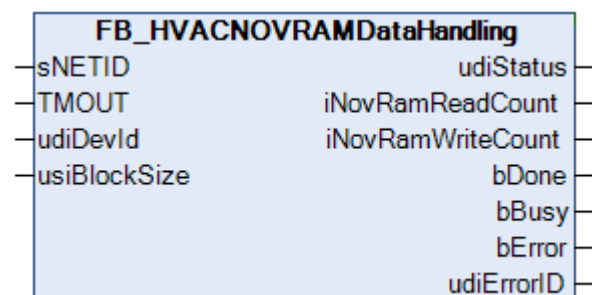 FB_HVACNOVRAMDataHandling
sNETID udiStatus
TMOUT iNovRamReadCount
udiDevId iNovRamWriteCount
usiBlockSize bDone
bBusy
bError
udiErrorID